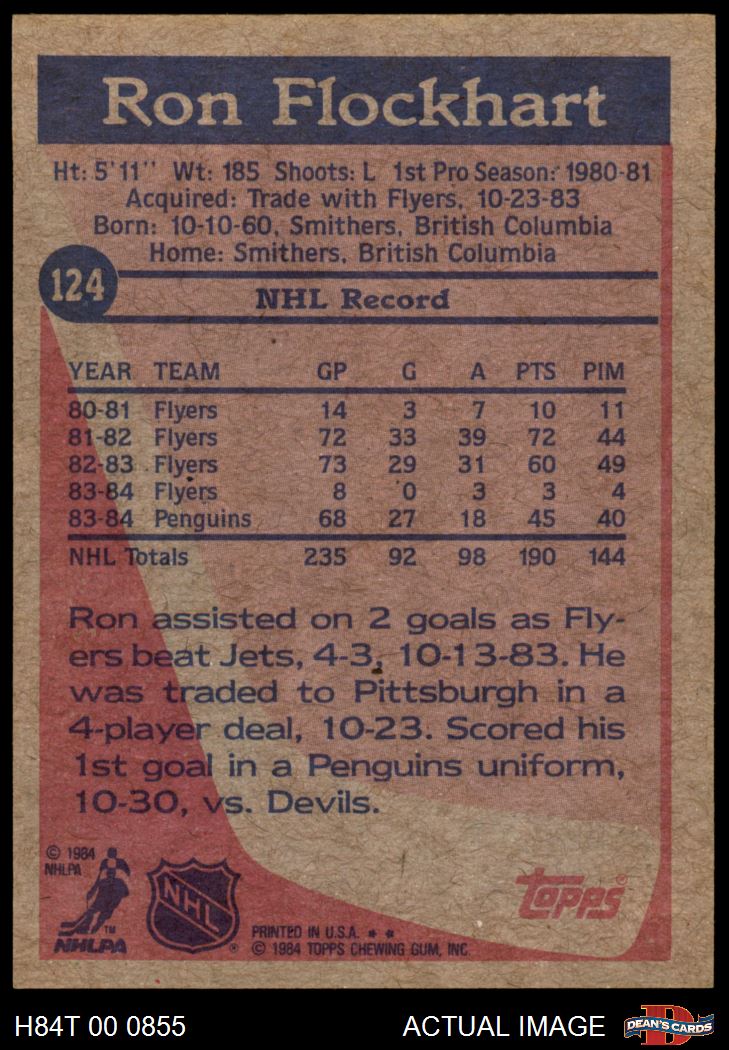 Ron Flockhart
Ht: 5'11" Wt: 185 Shoots: L 1st Pro Season: 1980-81
Acquired: Trade with Flyers, 10-23-83
Born: 10-10-60, Smithers, British Columbia
Home: Smithers, British Columbia
124
NHL Record
YEAR TEAM GP G A PTS PIM
80-81 Flyers 14 3 7 10 11
81-82 Flyers 72 33 39 72 44
82-83 Flyers 73 29 31 60 49
83-84 Flyers 8 0 3 3 4
83-84 Penguins 68 27 18 45 40
NHL Totals 235 92 98 190 144
Ron assisted on 2 goals as Fly-
ers beat Jets, 4-3, 10-13-83. He
was traded to Pittsburgh in a
4-player deal, 10-23. Scored his
1st goal in a Penguins uniform,
10-30, vs. Devils.
© 1984
NHLPA
TM
NHLPA
NHL ®
topps ®
PRINTED IN U.S.A. * *
© 1984 TOPPS CHEWING GUM, INC.
H84T 00 0855 ACTUAL IMAGE
D
DEAN'S CARDS